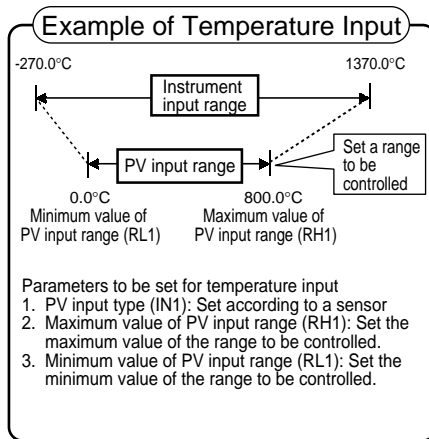 Example of Temperature Input
-270.0°C
1370.0°C
Instrument
input range
PV input range
Set a range
to be
controlled
0.0°C
800.0°C
Minimum value of
PV input range (RL1)
Maximum value of
PV input range (RH1)
Parameters to be set for temperature input
1. PV input type (IN1): Set according to a sensor
2. Maximum value of PV input range (RH1): Set the
maximum value of the range to be controlled.
3. Minimum value of PV input range (RL1): Set the
minimum value of the range to be controlled.